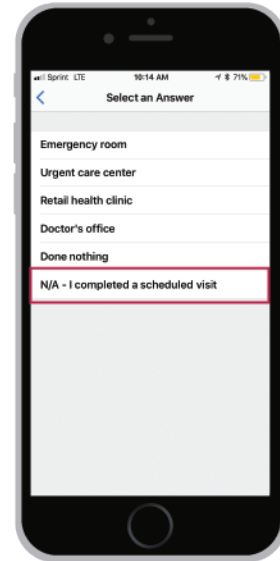 Sprint LTE 10:14 AM 71%
Select an Answer
Emergency room
Urgent care center
Retail health clinic
Doctor's office
Done nothing
N/A - I completed a scheduled visit